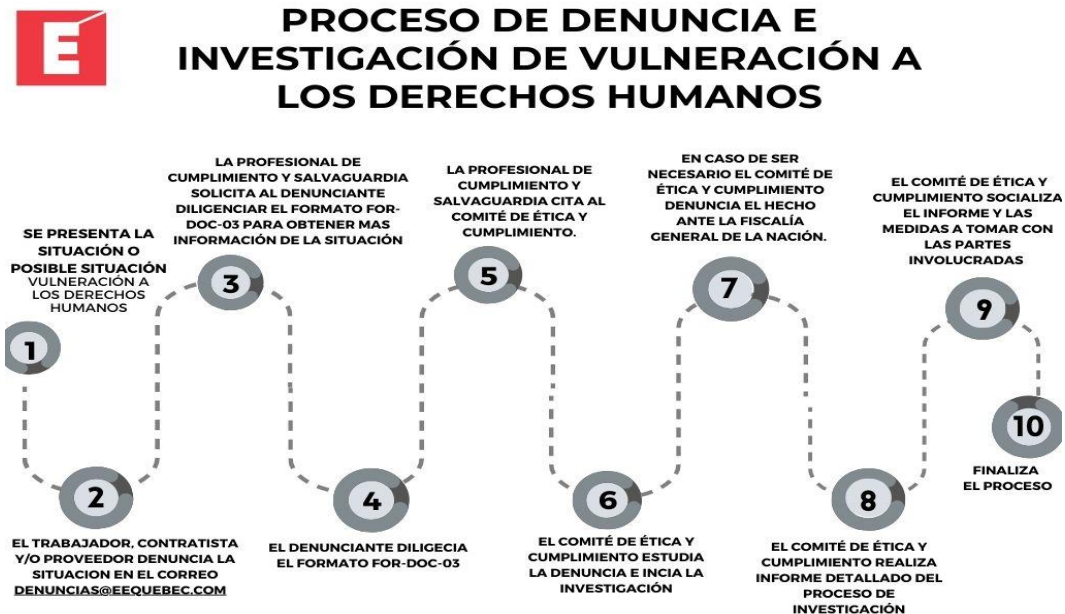 E
PROCESO DE DENUNCIA E
INVESTIGACIÓN DE VULNERACIÓN A
LOS DERECHOS HUMANOS
SE PRESENTA LA
SITUACIÓN O
POSIBLE SITUACIÓN
VULNERACIÓN A
LOS DERECHOS
HUMANOS
1
2
EL TRABAJADOR, CONTRATISTA
Y/O PROVEEDOR DENUNCIA LA
SITUACION EN EL CORREO
DENUNCIAS@EEQUEBEC.COM
LA PROFESIONAL DE
CUMPLIMIENTO Y SALVAGUARDIA
SOLICITA AL DENUNCIANTE
DILIGENCIAR EL FORMATO FOR-
DOC-03 PARA OBTENER MAS
INFORMACIÓN DE LA SITUACIÓN
3
4
EL DENUNCIANTE DILIGECIA
EL FORMATO FOR-DOC-03
LA PROFESIONAL DE
CUMPLIMIENTO Y
SALVAGUARDIA CITA AL
COMITÉ DE ÉTICA Y
CUMPLIMIENTO.
5
6
EL COMITÉ DE ÉTICA Y
CUMPLIMIENTO ESTUDIA
LA DENUNCIA E INCIA LA
INVESTIGACIÓN
EN CASO DE SER
NECESARIO EL COMITÉ DE
ÉTICA Y CUMPLIMIENTO
DENUNCIA EL HECHO
ANTE LA FISCALÍA
GENERAL DE LA NACIÓN.
7
8
EL COMITÉ DE ÉTICA Y
CUMPLIMIENTO REALIZA
INFORME DETALLADO DEL
PROCESO DE
INVESTIGACIÓN
EL COMITÉ DE ÉTICA Y
CUMPLIMIENTO SOCIALIZA
EL INFORME Y LAS
MEDIDAS A TOMAR CON
LAS PARTES
INVOLUCRADAS
9
10
FINALIZA
EL PROCESO